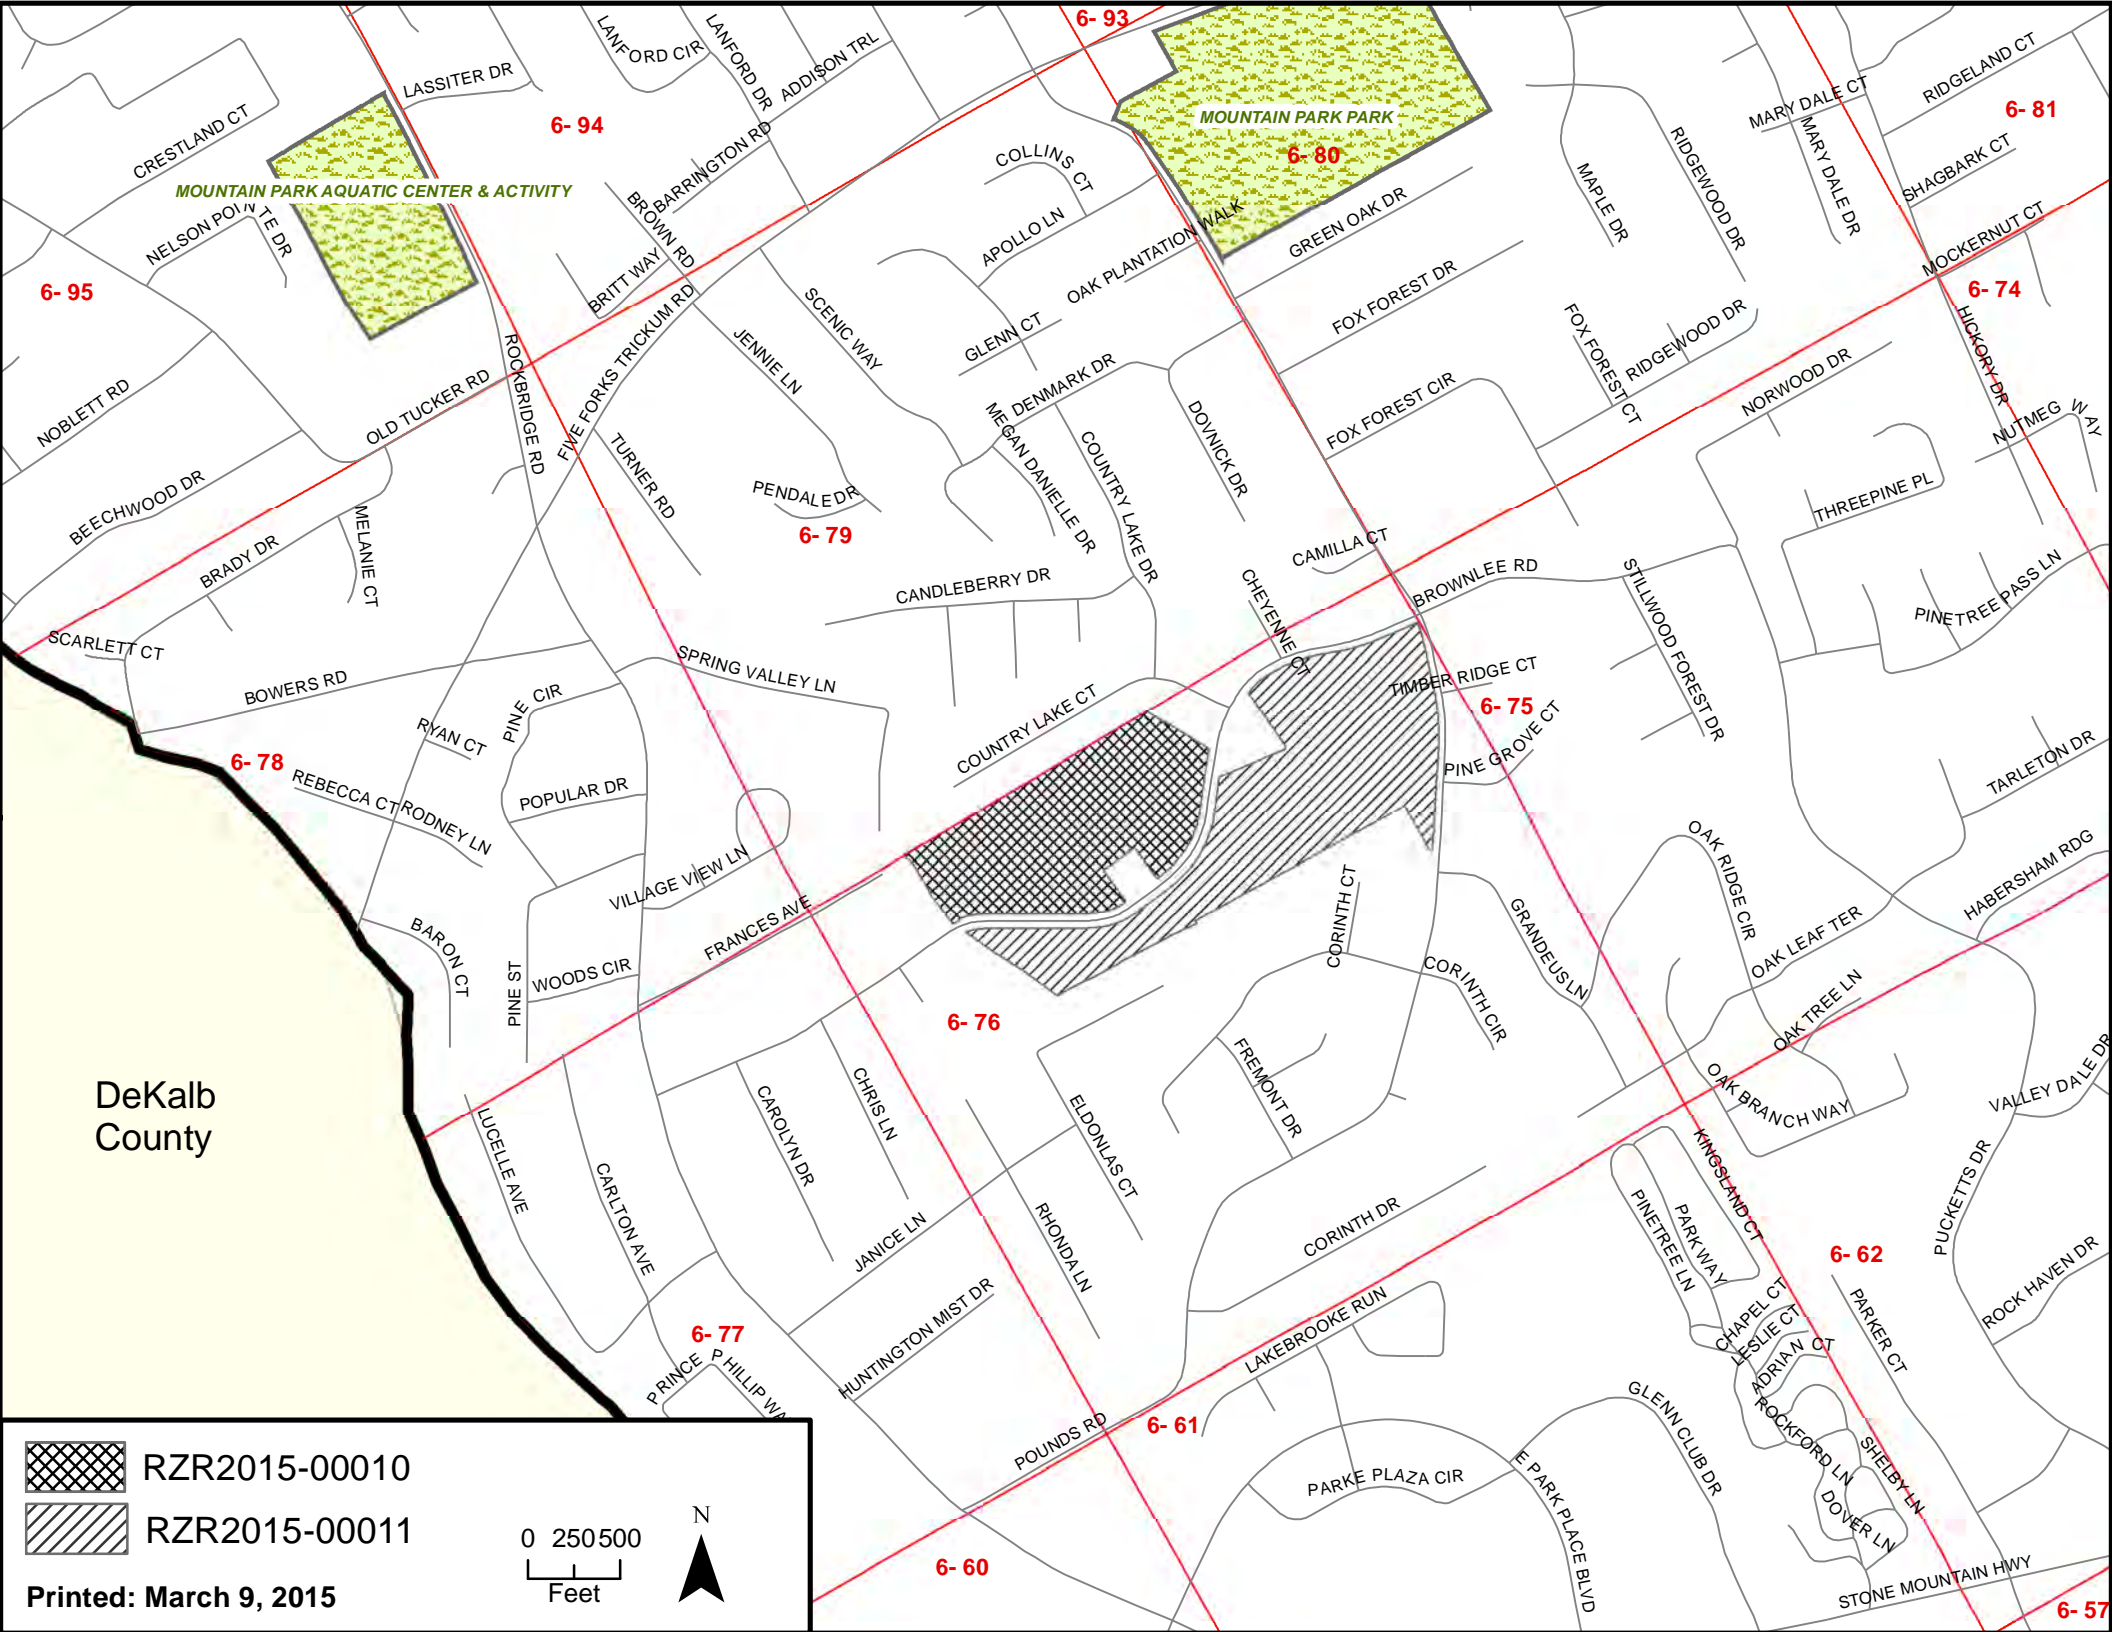 6- 93
LANFORD CIR
LANFORD DR
ADDISON TRL
LASSITER DR
RIDGELAND CT
MARY DALE CT
6- 81
6- 94
MOUNTAIN PARK PARK
CRESTLAND CT
BARRINGTON RD
COLLINS CT
6- 80
RIDGEWOOD DR
MARY DALE DR
SHAGBARK CT
MOUNTAIN PARK AQUATIC CENTER & ACTIVITY
MAPLE DR
NELSON POINTE DR
BROWN RD
APOLLO LN
OAK PLANTATION WALK
GREEN OAK DR
MOCKERNUT CT
6- 95
BRITT WAY
FOX FOREST DR
6- 74
SCENIC WAY
GLENN CT
FOX FOREST CT
RIDGEWOOD DR
HICKORY DR
ROCKBRIDGE RD
FIVE FORKS TRICKUM RD
JENNIE LN
NOBLETT RD
OLD TUCKER RD
DENMARK DR
FOX FOREST CIR
NORWOOD DR
MEGAN DANIELLE DR
COUNTRY LAKE DR
DOVNICK DR
NUTMEG WAY
BEECHWOOD DR
TURNER RD
PENDALE DR
THREEPINE PL
MELANIE CT
6- 79
BRADY DR
CAMILLA CT
CANDLEBERRY DR
CHEYENNE CT
BROWNLEE RD
STILLWOOD FOREST DR
PINETREE PASS LN
SCARLETT CT
SPRING VALLEY LN
BOWERS RD
TIMBER RIDGE CT
PINE CIR
6- 75
RYAN CT
COUNTRY LAKE CT
PINE GROVE CT
6- 78
REBECCA CT
RODNEY LN
POPULAR DR
TARLETON DR
OAK RIDGE CIR
VILLAGE VIEW LN
HABERSHAM RDG
FRANCES AVE
CORINTH CT
GRANDEUS LN
OAK LEAF TER
BARON CT
PINE ST
WOODS CIR
CORINTH CIR
OAK TREE LN
6- 76
FREMONT DR
DeKalb
County
CAROLYN DR
CHRIS LN
ELDONLAS CT
OAK BRANCH WAY
VALLEY DALE DR
LUCELLE AVE
CARLTON AVE
KINGSLAND CT
PUCKETTS DR
JANICE LN
RHONDA LN
CORINTH DR
PINETREE LN
PARK WAY
6- 62
ROCK HAVEN DR
HUNTINGTON MIST DR
LAKEBROOKE RUN
CHAPEL CT
LESLIE CT
ADRIAN CT
PARKER CT
6- 77
PRINCE PHILLIP WA
GLENN CLUB DR
ROCKFORD LN
6- 61
POUNDS RD
SHELBY LN
PARKE PLAZA CIR
E PARK PLACE BLVD
DOVER LN
6- 60
STONE MOUNTAIN HWY
6- 57
RZR2015-00010
RZR2015-00011
N
0 250 500
Feet
Printed: March 9, 2015